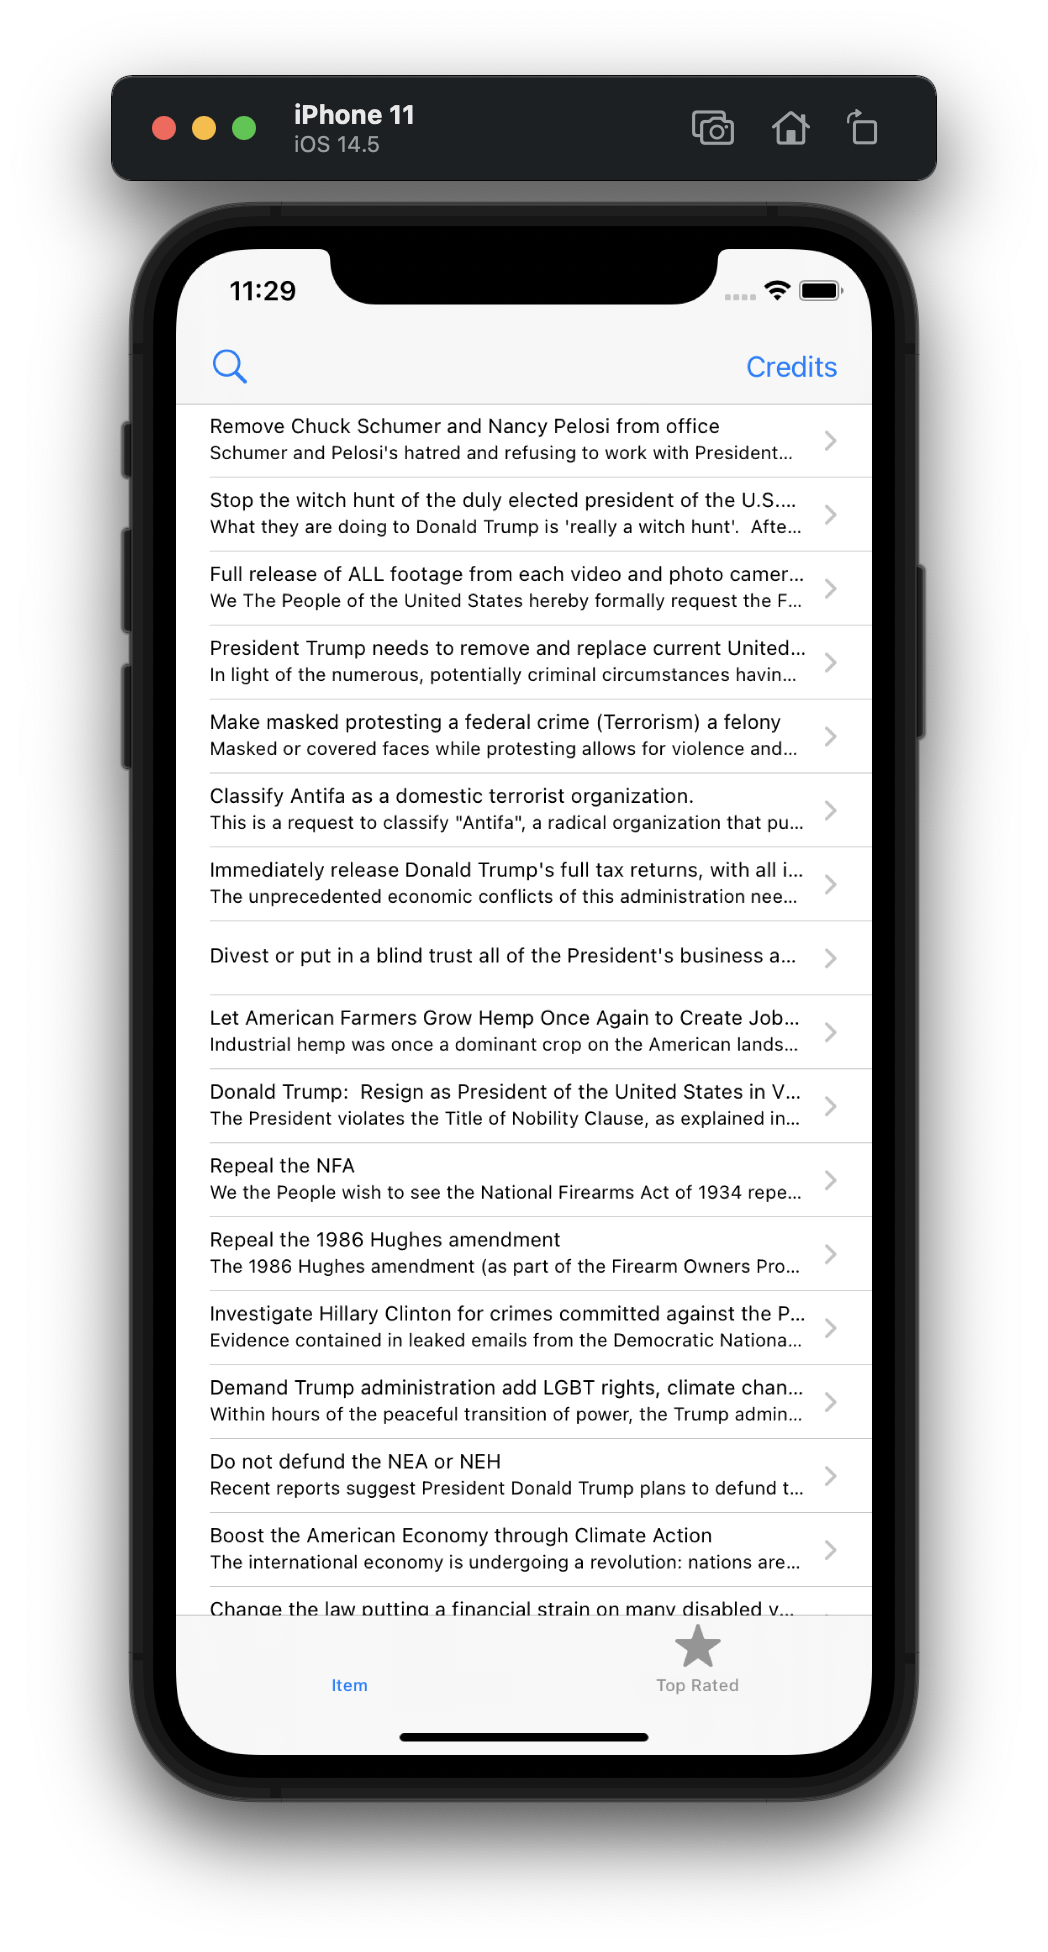 iPhone 11
iOS 14.5
11:29
Credits
Remove Chuck Schumer and Nancy Pelosi from office
Schumer and Pelosi's hatred and refusing to work with President...
Stop the witch hunt of the duly elected president of the U.S....
What they are doing to Donald Trump is 'really a witch hunt'.  Afte...
Full release of ALL footage from each video and photo camer...
We The People of the United States hereby formally request the F...
President Trump needs to remove and replace current United...
In light of the numerous, potentially criminal circumstances havin...
Make masked protesting a federal crime (Terrorism) a felony
Masked or covered faces while protesting allows for violence and...
Classify Antifa as a domestic terrorist organization.
This is a request to classify "Antifa", a radical organization that pu...
Immediately release Donald Trump's full tax returns, with all i...
The unprecedented economic conflicts of this administration nee...
Divest or put in a blind trust all of the President's business a...
Let American Farmers Grow Hemp Once Again to Create Job...
Industrial hemp was once a dominant crop on the American lands...
Donald Trump:  Resign as President of the United States in V...
The President violates the Title of Nobility Clause, as explained in...
Repeal the NFA
We the People wish to see the National Firearms Act of 1934 repe...
Repeal the 1986 Hughes amendment
The 1986 Hughes amendment (as part of the Firearm Owners Pro...
Investigate Hillary Clinton for crimes committed against the P...
Evidence contained in leaked emails from the Democratic Nationa...
Demand Trump administration add LGBT rights, climate chan...
Within hours of the peaceful transition of power, the Trump admin...
Do not defund the NEA or NEH
Recent reports suggest President Donald Trump plans to defund t...
Boost the American Economy through Climate Action
The international economy is undergoing a revolution: nations are...
Change the law putting a financial strain on many disabled y...
Item
Top Rated